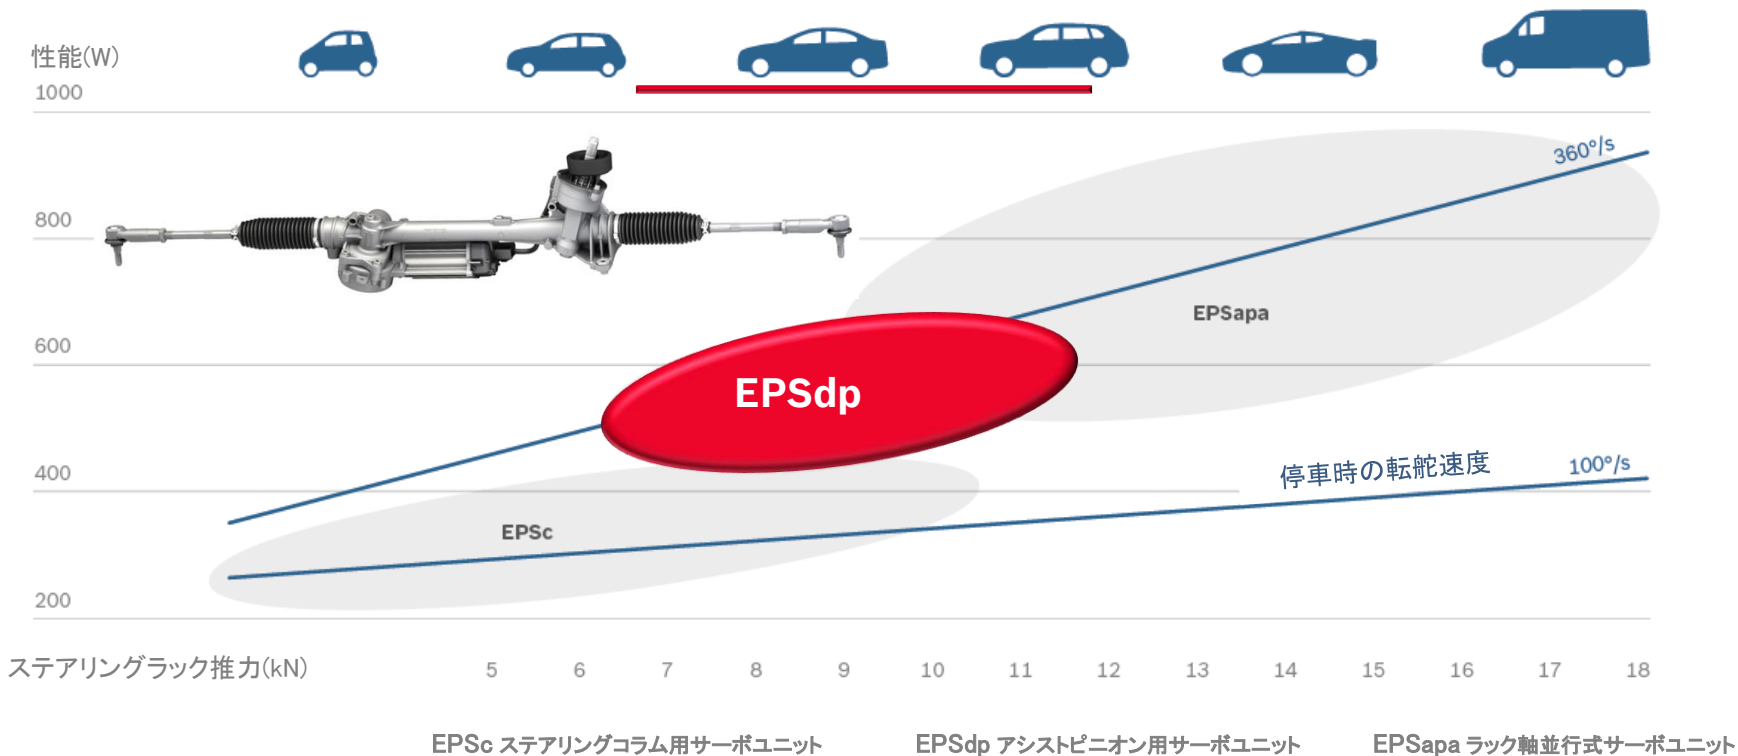 性能(W)
1000
360°/s
800
EPSapa
600
EPSdp
400
停車時の転舵速度
100°/s
EPSc
200
ステアリングラック推力(kN) 5 6 7 8 9 10 11 12 13 14 15 16 17 18
EPSc ステアリングコラム用サーボユニット EPSdp アシストピニオン用サーボユニット EPSapa ラック軸並行式サーボユニット